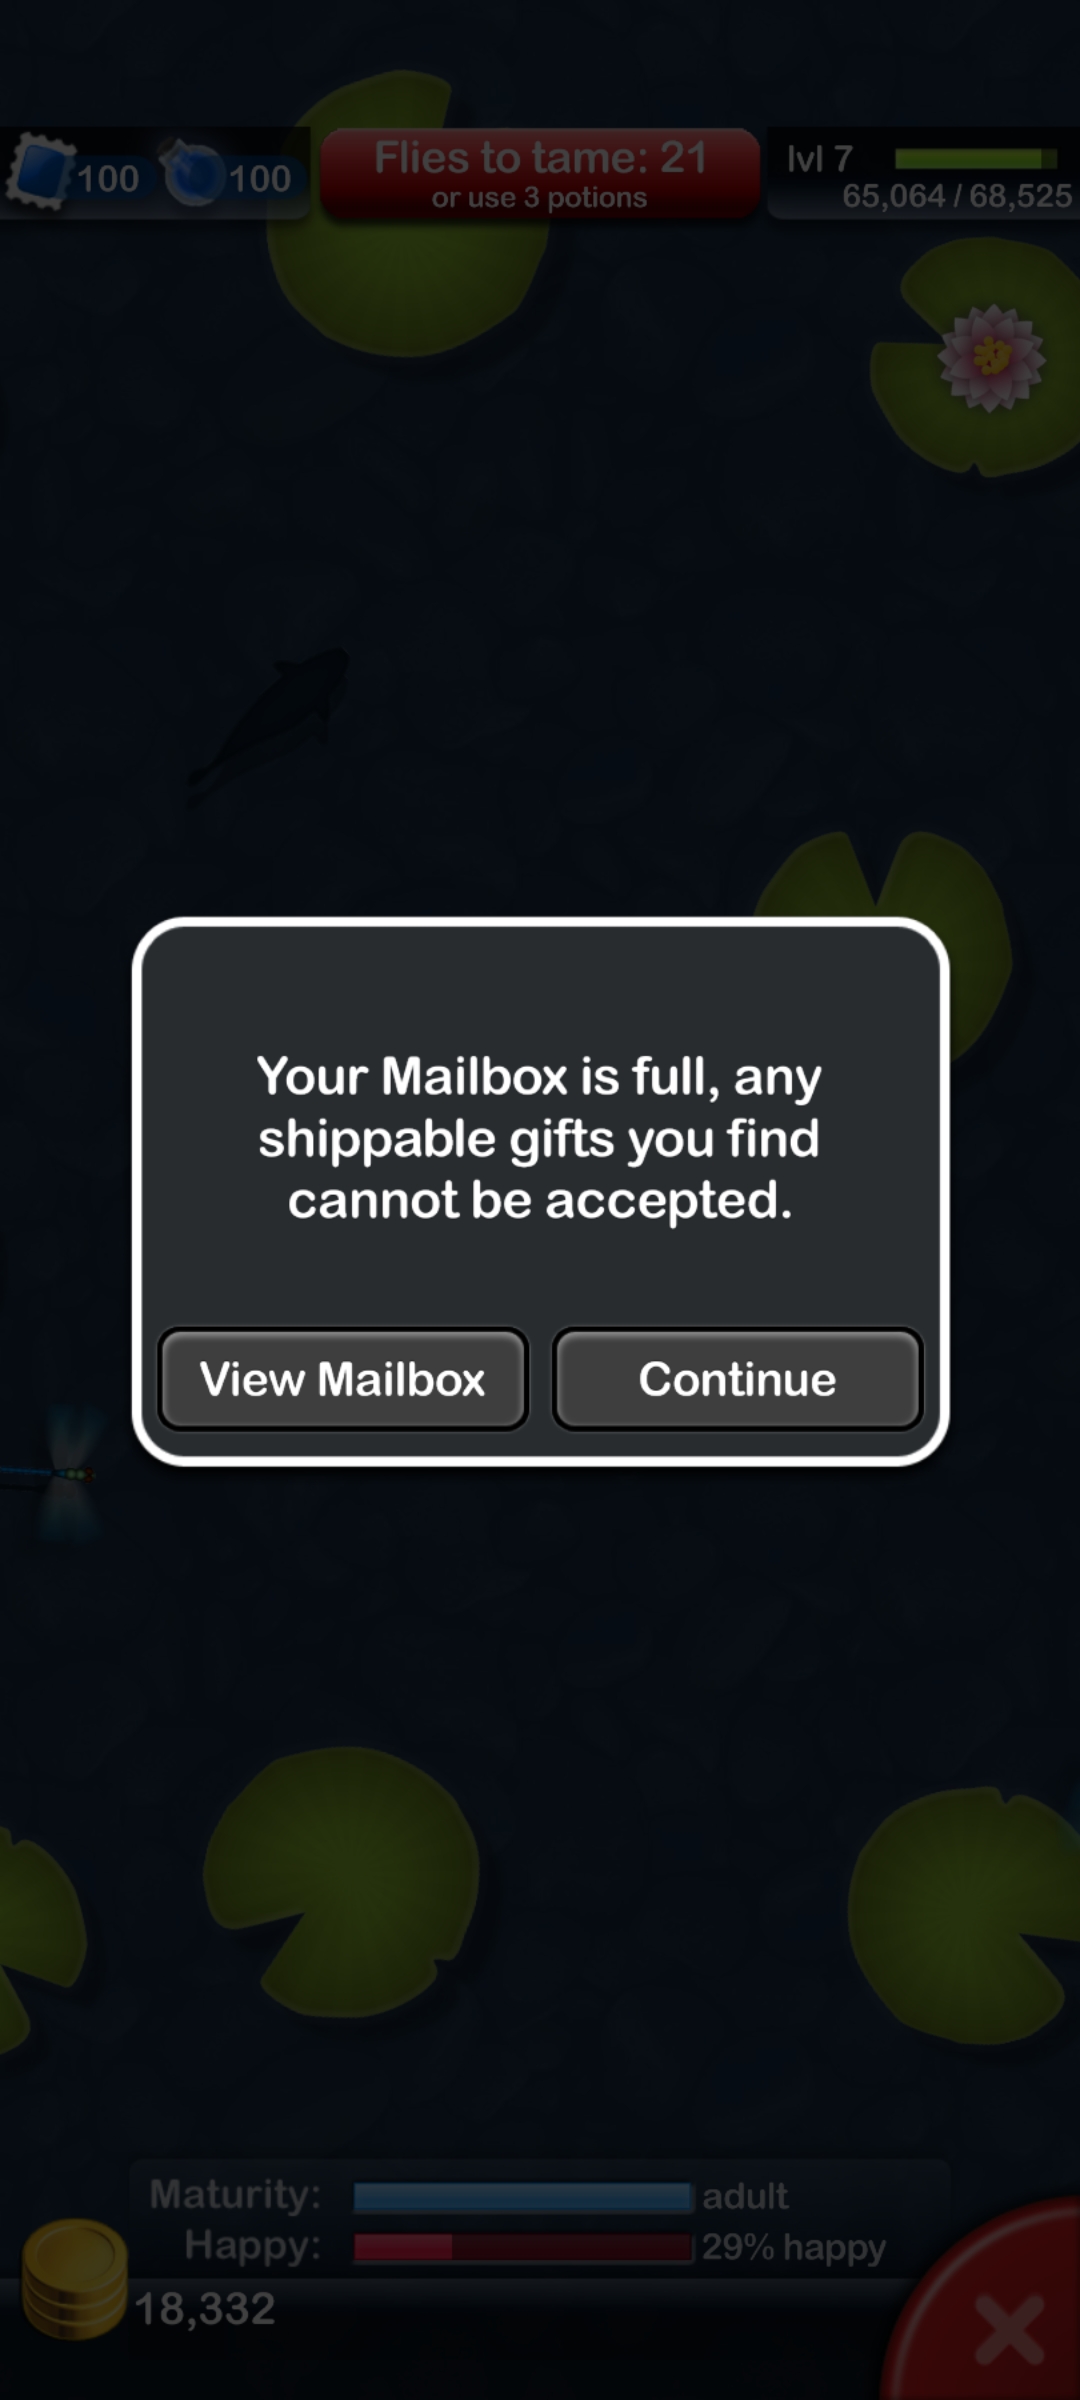 100
100
Flies to tame: 21
or use 3 potions
lvl 7
65,064 / 68,525
Your Mailbox is full, any
shippable gifts you find
cannot be accepted.
View Mailbox
Continue
Maturity:
adult
Happy:
29% happy
18,332